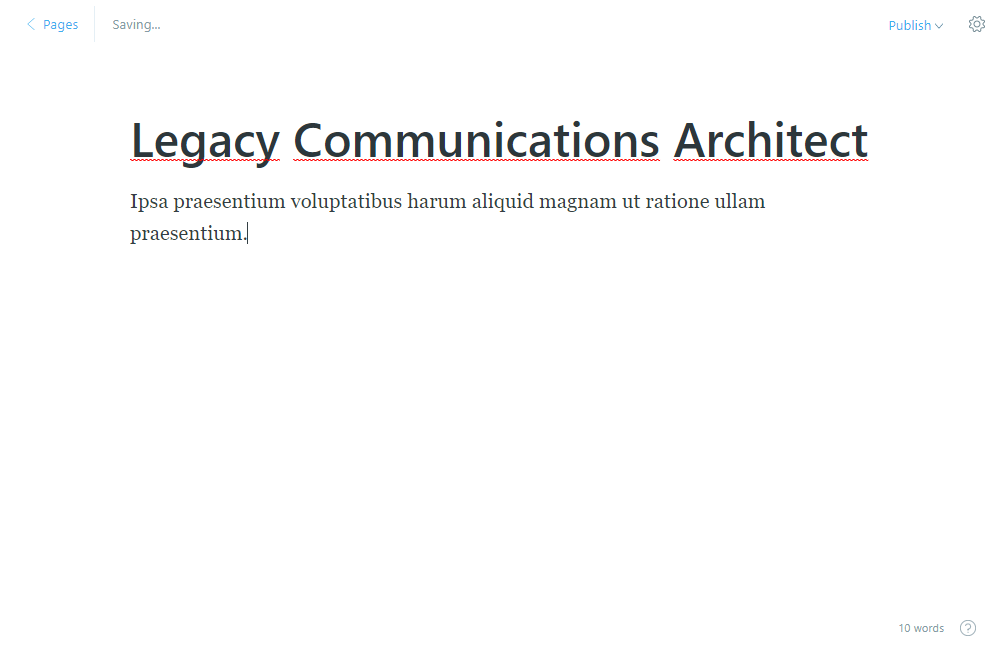 Pages
Saving...
Publish
Legacy Communications Architect
Ipsa praesentium voluptatibus harum aliquid magnam ut ratione ullam
praesentium.
10 words
?